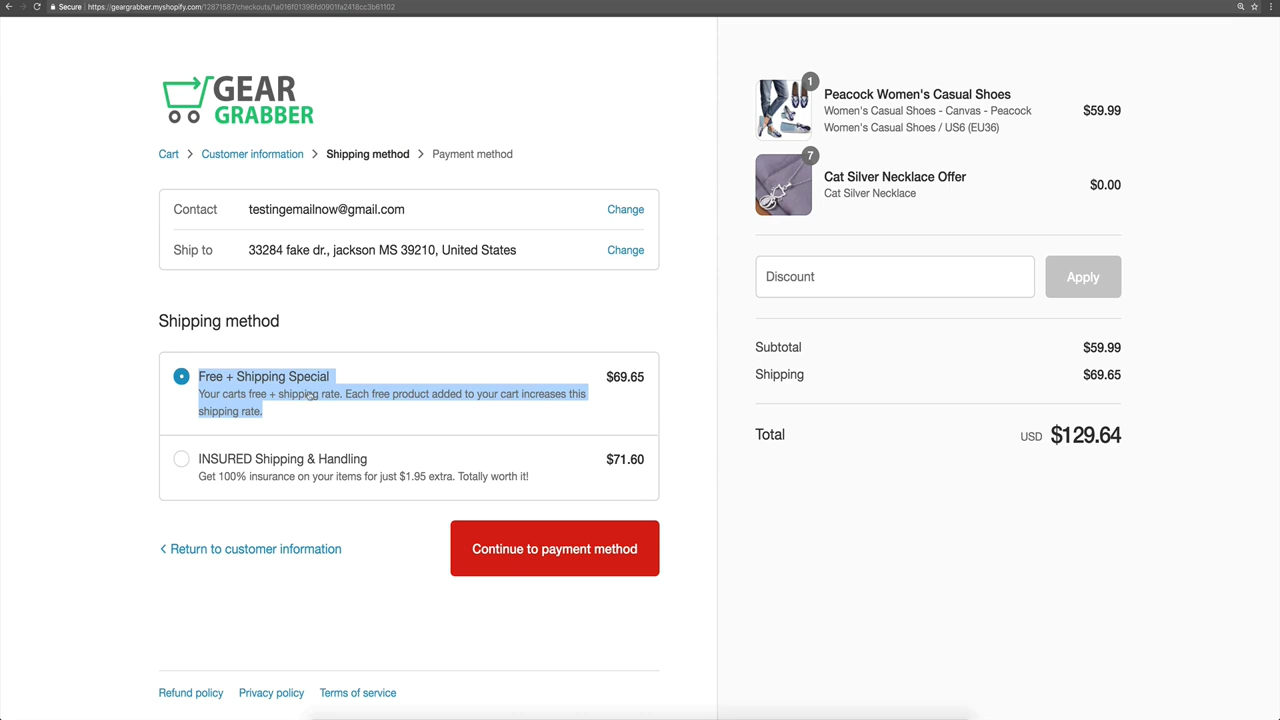 Secure | https://geargrabber.myshopify.com/12871587/checkouts/1a016f01396fd0901fa2418cc3b61102
GEAR
GRABBER
Cart > Customer information > Shipping method > Payment method
Contact testingemailnow@gmail.com Change
Ship to 33284 fake dr., jackson MS 39210, United States Change
Shipping method
Free + Shipping Special $69.65
Your carts free + shipping rate. Each free product added to your cart increases this
shipping rate.
INSURED Shipping & Handling $71.60
Get 100% insurance on your items for just $1.95 extra. Totally worth it!
< Return to customer information
Continue to payment method
Refund policy Privacy policy Terms of service
1
Peacock Women's Casual Shoes
Women's Casual Shoes - Canvas - Peacock $59.99
Women's Casual Shoes / US6 (EU36)
7
Cat Silver Necklace Offer $0.00
Cat Silver Necklace
Discount Apply
Subtotal $59.99
Shipping $69.65
Total USD $129.64